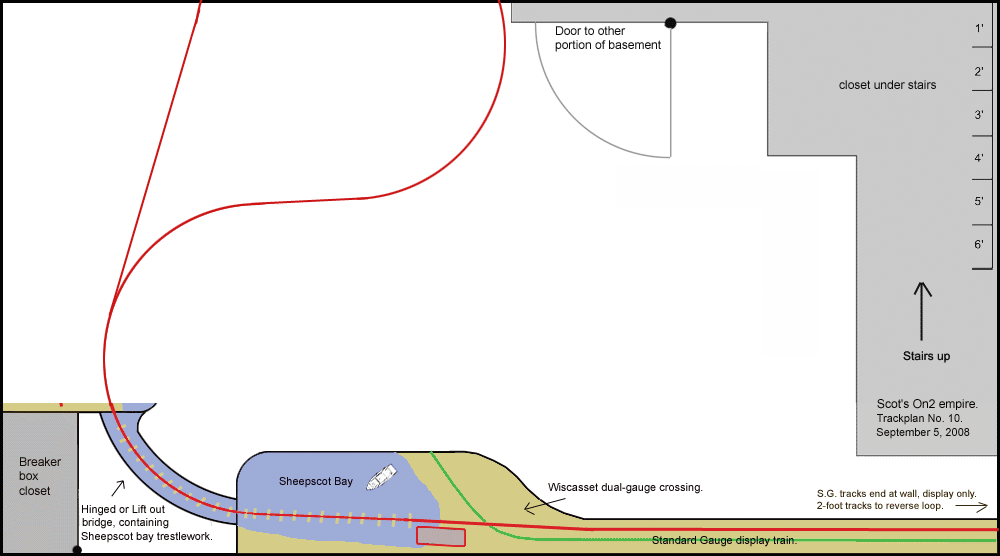 Door to other
portion of basement
1'
2'
closet under stairs
3'
4'
5'
6'
Stairs up
Scot's On2 empire.
Trackplan No. 10.
September 5, 2008
Breaker
box
closet
Sheepscot Bay
Wiscasset dual-gauge crossing.
S.G. tracks end at wall, display only.
2-foot tracks to reverse loop.
Hinged or Lift out
bridge, containing
Sheepscot bay trestlework.
Standard Gauge display train.